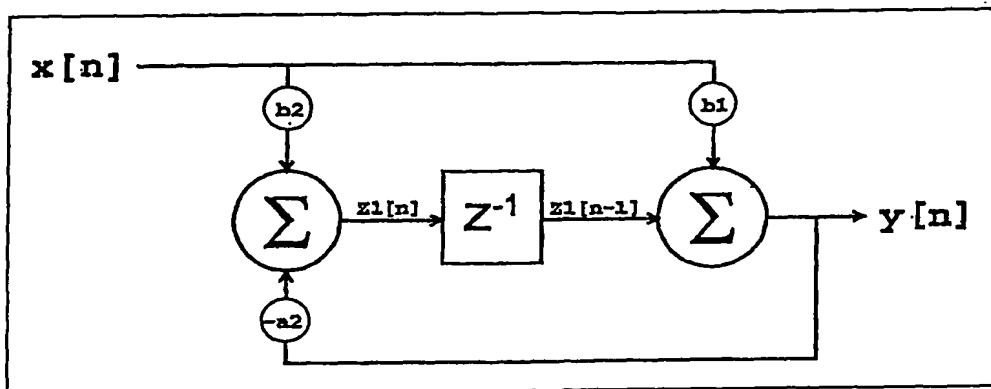 x[n]
b2
b1
Σ
z1[n]
Z⁻¹
z1[n-1]
Σ
y[n]
-a2